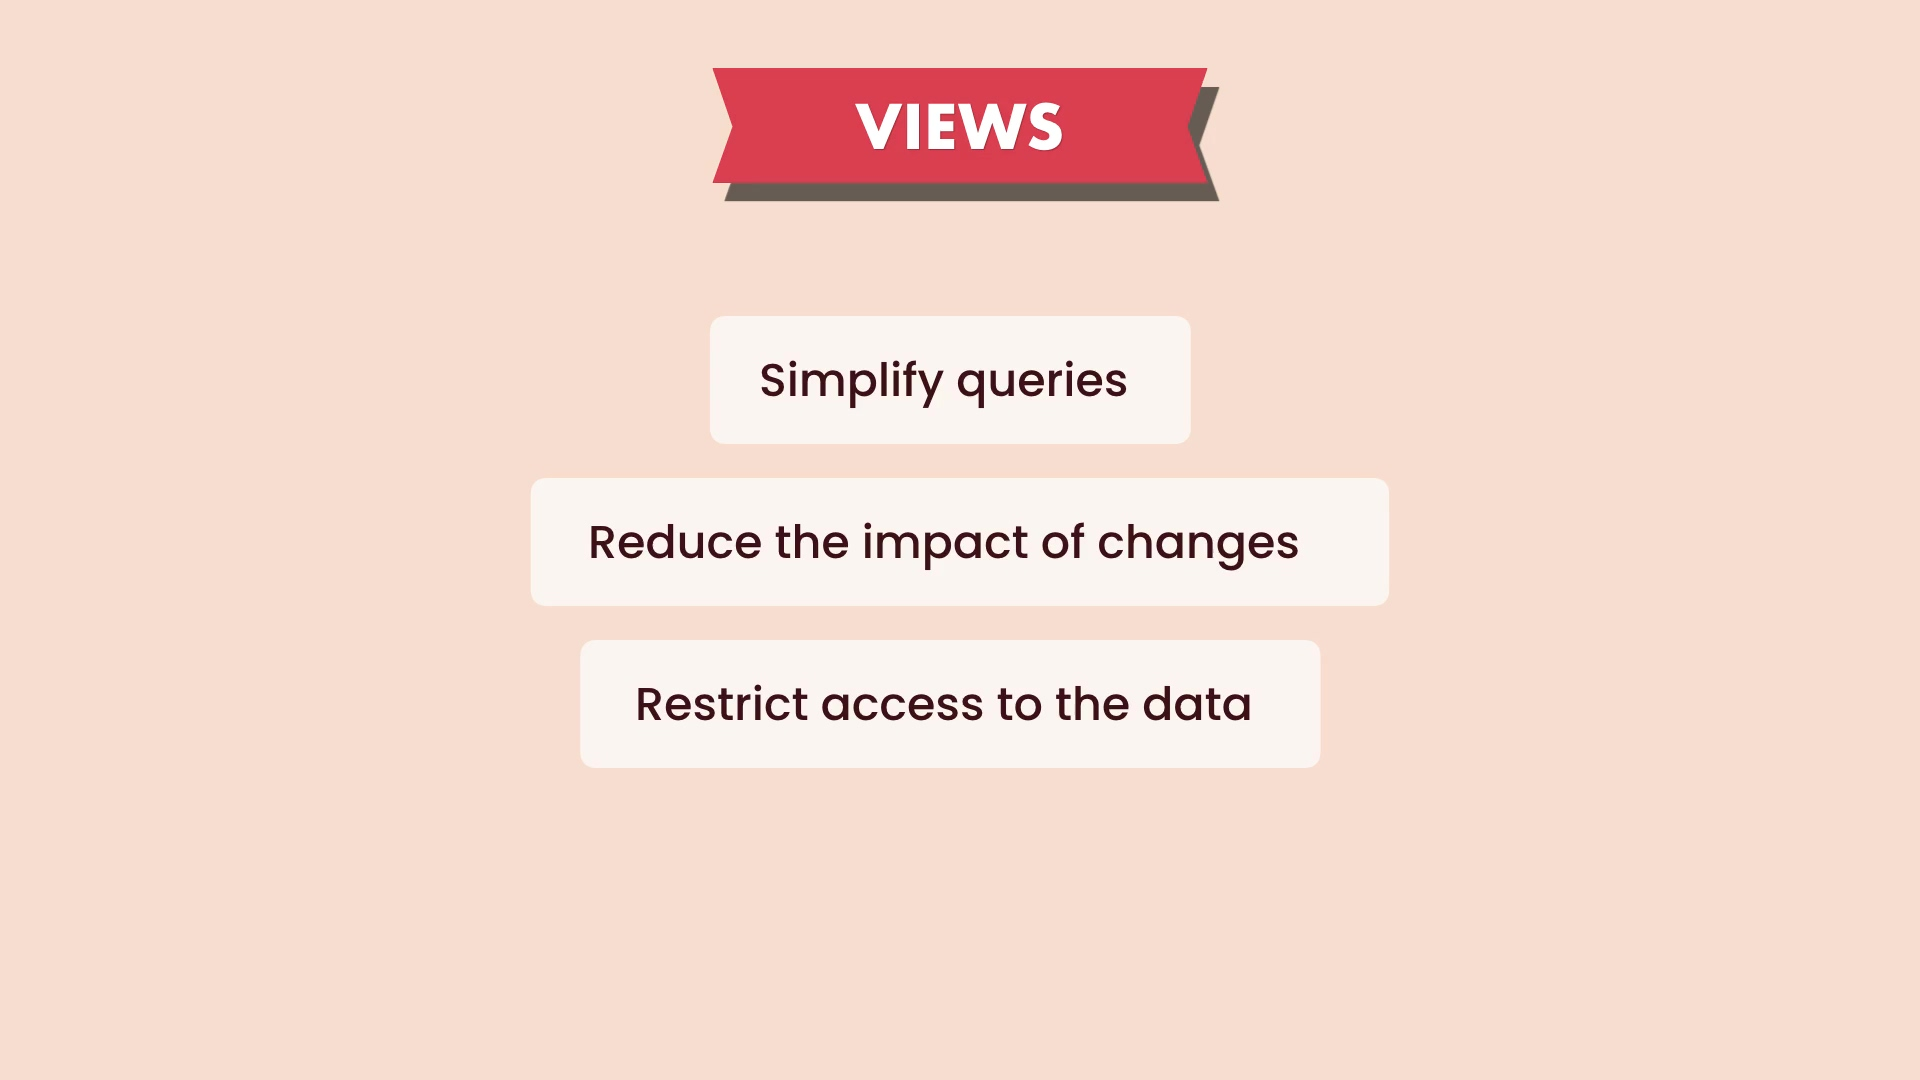 VIEWS
Simplify queries
Reduce the impact of changes
Restrict access to the data